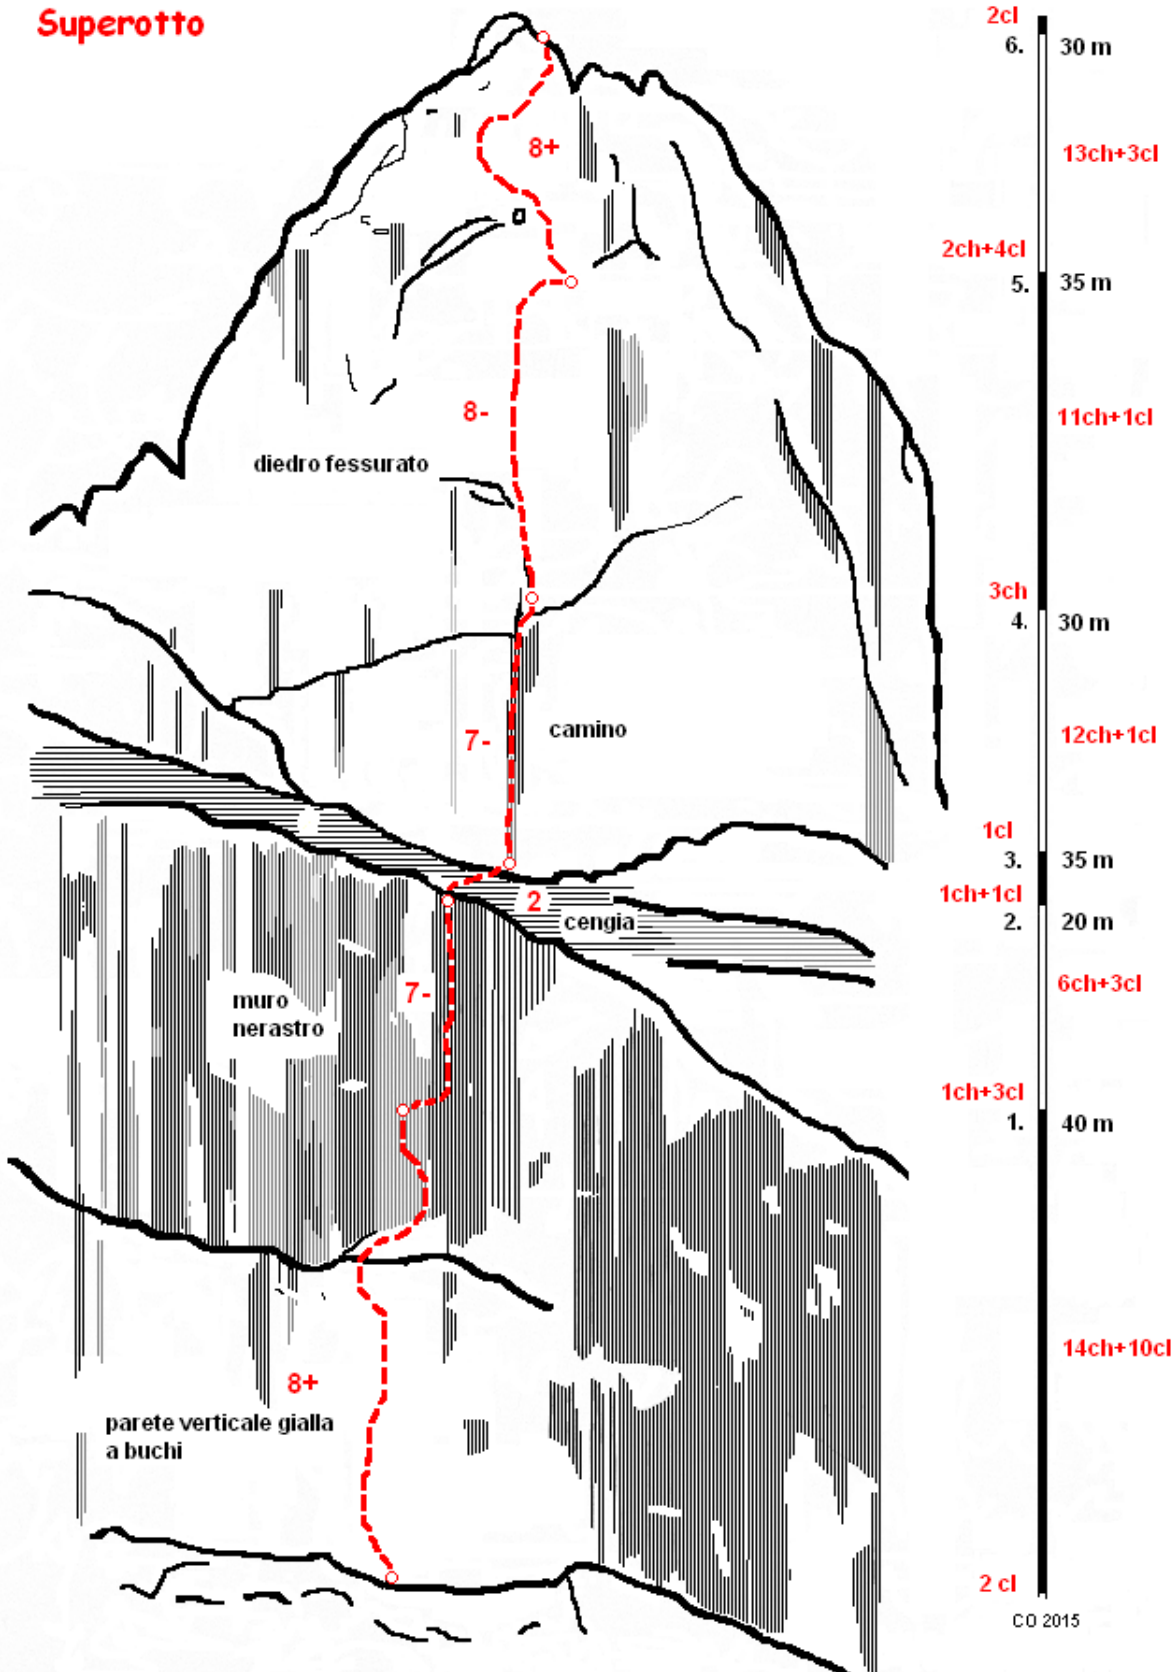 Superotto
2cl
6. 30 m
8+
13ch+3cl
2ch+4cl
5. 35 m
8-
11ch+1cl
diedro fessurato
3ch
4. 30 m
7-
camino
12ch+1cl
1cl
3. 35 m
1ch+1cl
2
cengia
2. 20 m
7-
6ch+3cl
muro
nerastro
1ch+3cl
1. 40 m
14ch+10cl
8+
parete verticale gialla
a buchi
2 cl
CO 2015